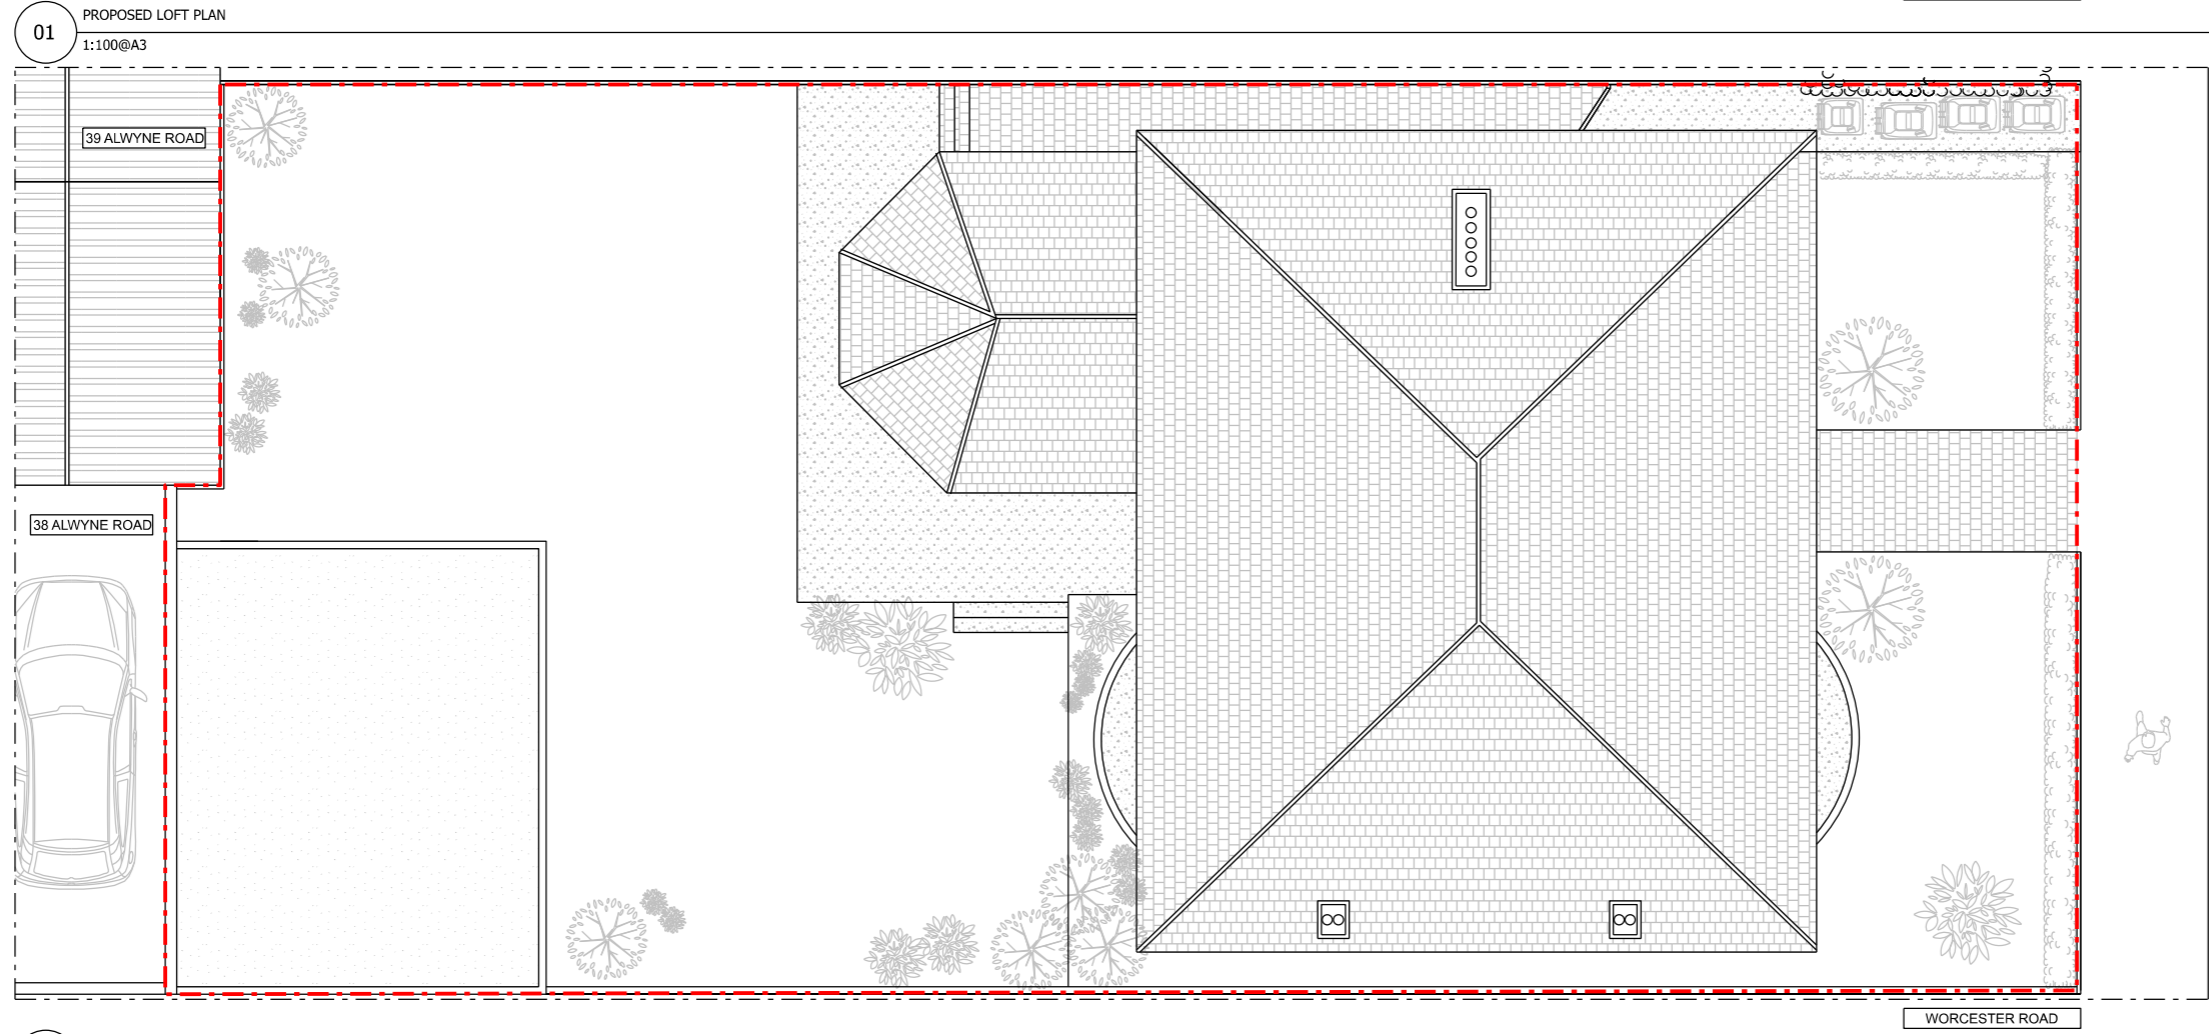 01
PROPOSED LOFT PLAN
1:100@A3
39 ALWYNE ROAD
38 ALWYNE ROAD
WORCESTER ROAD